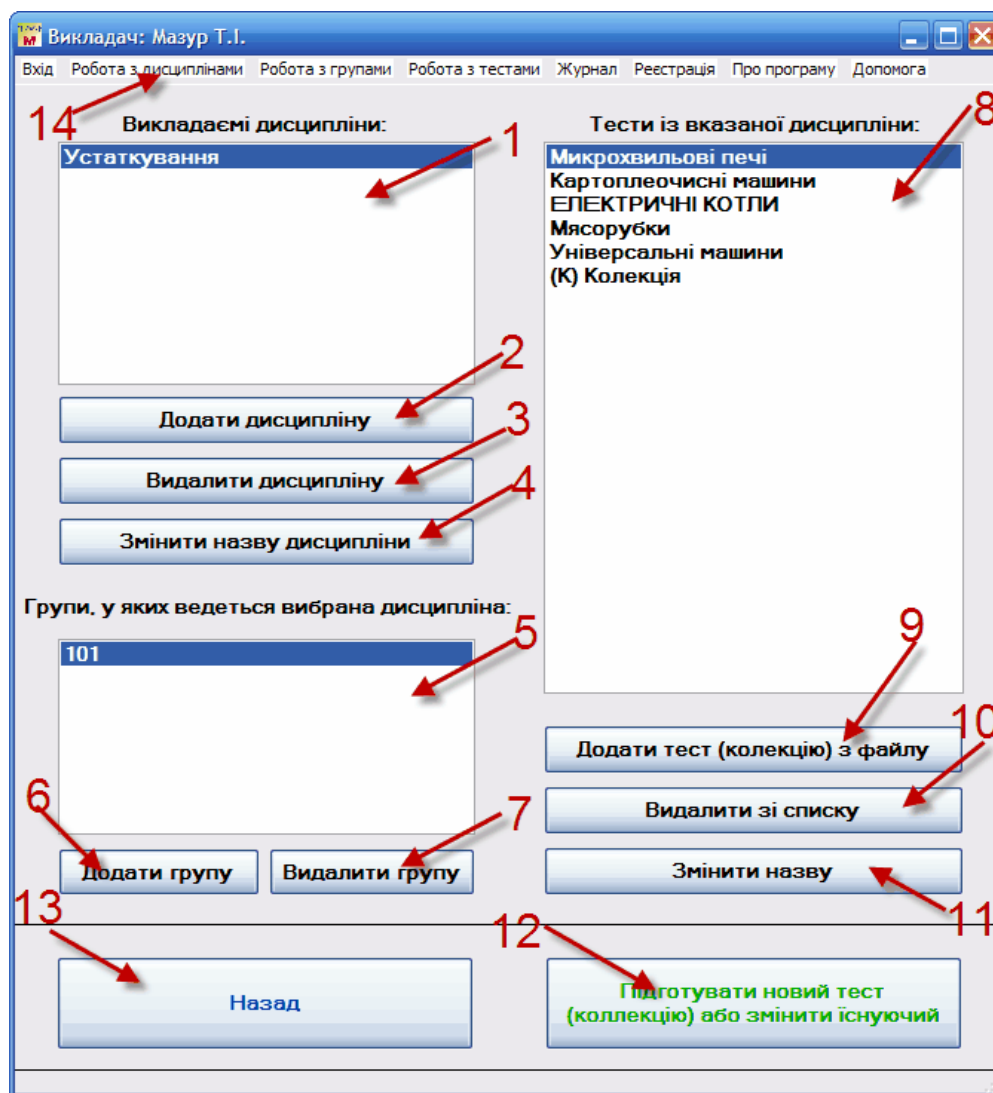 Викладач: Мазур Т.І.
Вхід Робота з дисциплінами Робота з групами Робота з тестами Журнал Реєстрація Про програму Допомога
14
8
Викладаємі дисципліни:
Тести із вказаної дисципліни:
1
Устаткування
Микрохвильові печі
Картоплеочисні машини
ЕЛЕКТРИЧНІ КОТЛИ
Мясорубки
Універсальні машини
(К) Колекція
2
Додати дисципліну
3
Видалити дисципліну
4
Змінити назву дисципліни
Групи, у яких ведеться вибрана дисципліна:
5
101
9
Додати тест (колекцію) з файлу
10
Видалити зі списку
6
7
Додати групу
Видалити групу
Змінити назву
11
13
12
Назад
Підготувати новий тест
(коллекцію) або змінити їснуючий